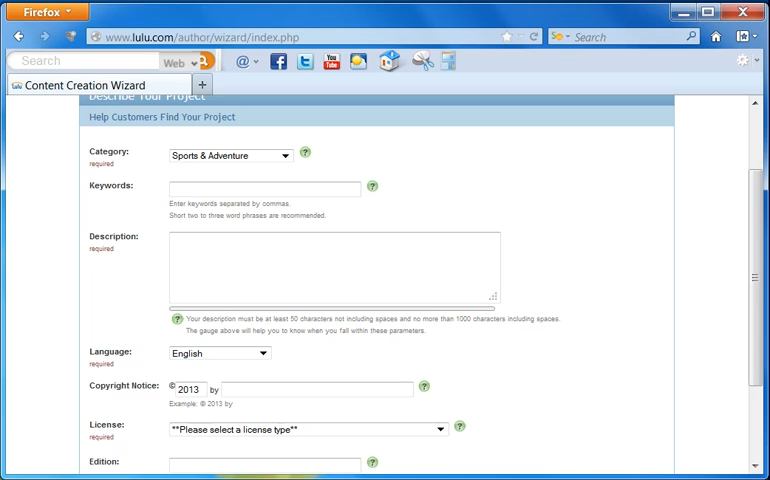 Firefox
www.lulu.com/author/wizard/index.php
Search
Search
Web
Content Creation Wizard
Describe Your Project
Help Customers Find Your Project
Category:
required
Sports & Adventure
Keywords:
Enter keywords separated by commas.
Short two to three word phrases are recommended.
Description:
required
Your description must be at least 50 characters not including spaces and no more than 1000 characters including spaces.
The gauge above will help you to know when you fall within these parameters.
Language:
required
English
Copyright Notice:
© 2013 by
Example: © 2013 by
License:
required
**Please select a license type**
Edition: